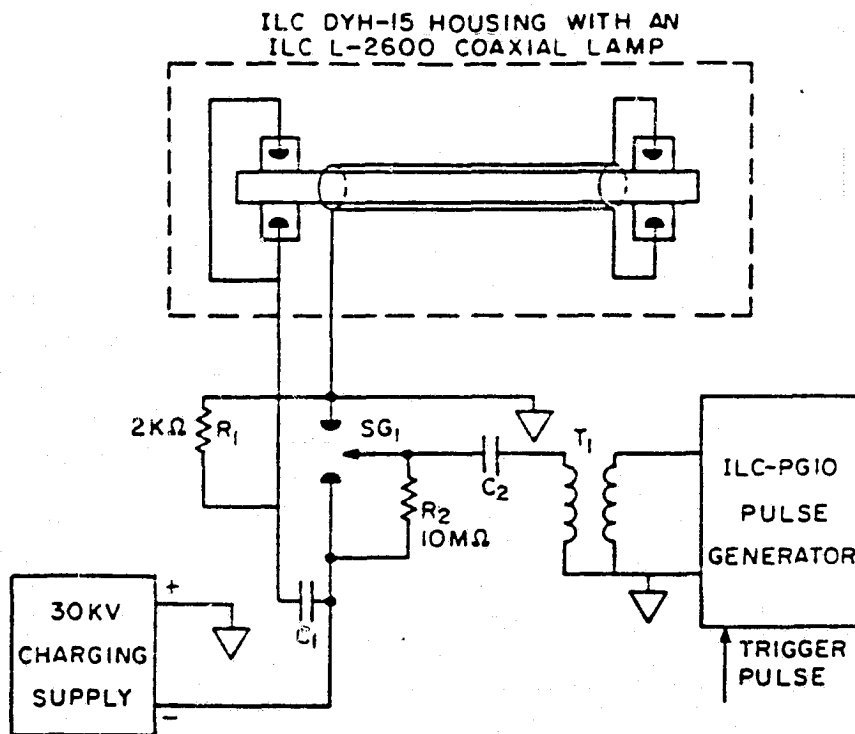 ILC DYH-15 HOUSING WITH AN
ILC L-2600 COAXIAL LAMP
2KΩ R1
SG1
T1
C2
R2
10MΩ
ILC-PG10
PULSE
GENERATOR
30KV
CHARGING
SUPPLY
+
−
C1
TRIGGER
PULSE